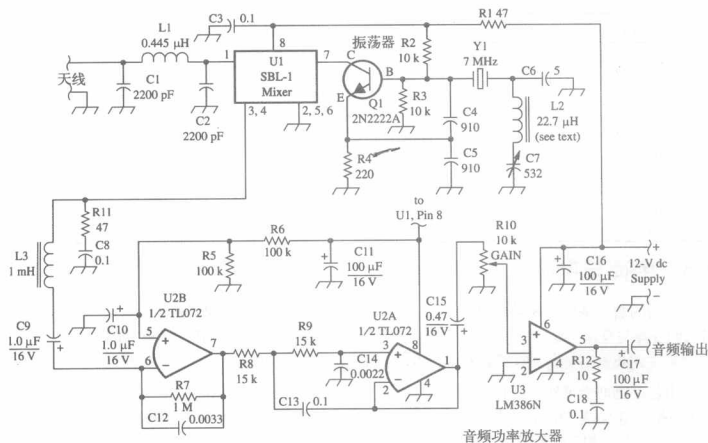 C3 0.1
R1 47
L1
0.445 µH
8
振荡器
U1
SBL-1
Mixer
1
7
3, 4
2, 5, 6
天线
C1
2200 pF
C2
2200 pF
C
B
E
Q1
2N2222A
R2
10 k
R3
10 k
Y1
7 MHz
C6 5
L2
22.7 µH
(see text)
C4
910
C5
910
C7
532
R4
220
R11
47
C8
0.1
L3
1 mH
to
U1, Pin 8
R6
100 k
R5
100 k
C11
100 µF
16 V
R10
10 k
GAIN
C16
100 µF
16 V
+
12-V dc
Supply
−
C9
1.0 µF
16 V
+
+
C10
1.0 µF
16 V
U2B
1/2 TL072
5
+
6
−
7
R7
1 M
C12 0.0033
R8
15 k
R9
15 k
C13 0.1
C14
0.0022
U2A
1/2 TL072
3
+
2
−
8
4
1
C15
0.47
16 V
+
3
+
2
−
6
4
5
U3
LM386N
R12
10
C18
0.1
+
C17
100 µF
16 V
音频输出
音频功率放大器